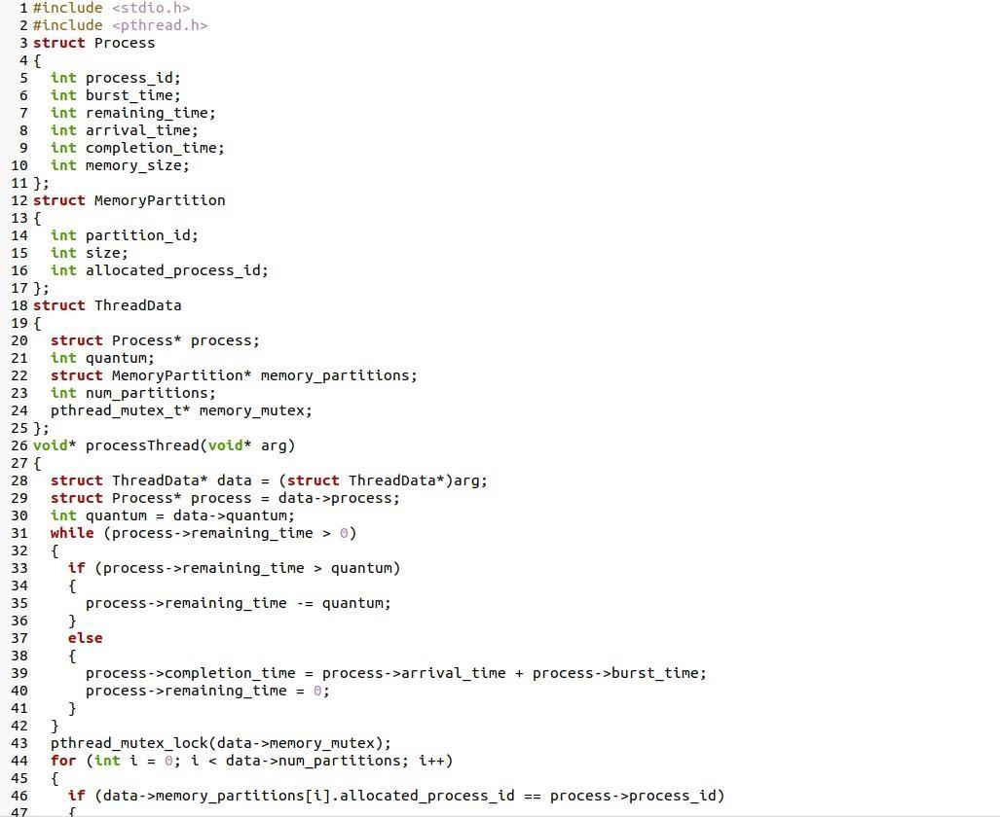 1 #include <stdio.h>
2 #include <pthread.h>
3 struct Process
4 {
5   int process_id;
6   int burst_time;
7   int remaining_time;
8   int arrival_time;
9   int completion_time;
10   int memory_size;
11 };
12 struct MemoryPartition
13 {
14   int partition_id;
15   int size;
16   int allocated_process_id;
17 };
18 struct ThreadData
19 {
20   struct Process* process;
21   int quantum;
22   struct MemoryPartition* memory_partitions;
23   int num_partitions;
24   pthread_mutex_t* memory_mutex;
25 };
26 void* processThread(void* arg)
27 {
28   struct ThreadData* data = (struct ThreadData*)arg;
29   struct Process* process = data->process;
30   int quantum = data->quantum;
31   while (process->remaining_time > 0)
32   {
33     if (process->remaining_time > quantum)
34     {
35       process->remaining_time -= quantum;
36     }
37     else
38     {
39       process->completion_time = process->arrival_time + process->burst_time;
40       process->remaining_time = 0;
41     }
42   }
43   pthread_mutex_lock(data->memory_mutex);
44   for (int i = 0; i < data->num_partitions; i++)
45   {
46     if (data->memory_partitions[i].allocated_process_id == process->process_id)
47     {